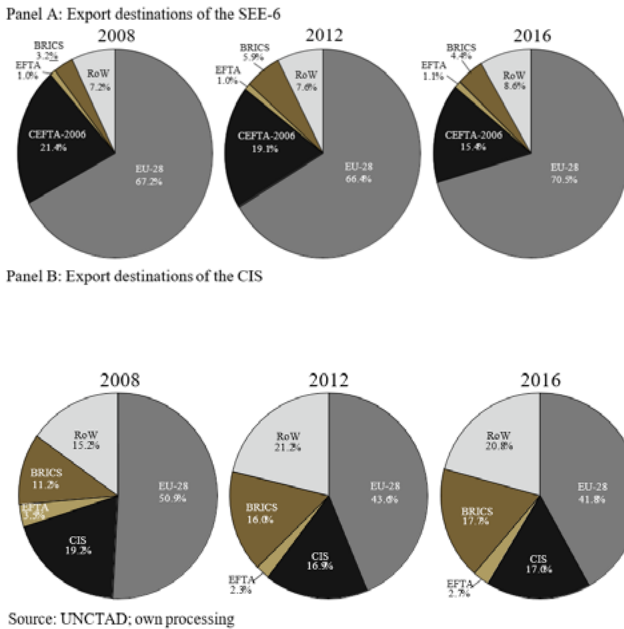 Panel A: Export destinations of the SEE-6
2008
2012
2016
BRICS
3.2%
EFTA
1.0%
RoW
7.2%
CEFTA-2006
21.4%
EU-28
67.2%
BRICS
5.9%
EFTA
1.0%
RoW
7.6%
CEFTA-2006
19.1%
EU-28
66.4%
BRICS
4.4%
EFTA
1.1%
RoW
8.6%
CEFTA-2006
15.4%
EU-28
70.5%
Panel B: Export destinations of the CIS
2008
2012
2016
RoW
15.2%
BRICS
11.2%
EFTA
3.5%
CIS
19.2%
EU-28
50.9%
RoW
21.2%
BRICS
16.0%
EFTA
2.3%
CIS
16.9%
EU-28
43.6%
RoW
20.8%
BRICS
17.7%
EFTA
2.7%
CIS
17.0%
EU-28
41.8%
Source: UNCTAD; own processing